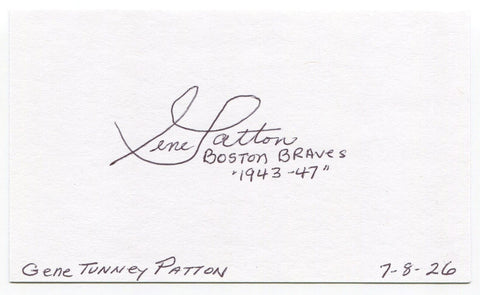 Gene Patton
BOSTON BRAVES
"1943-47"
Gene TUNNEY PATTON 7-8-26